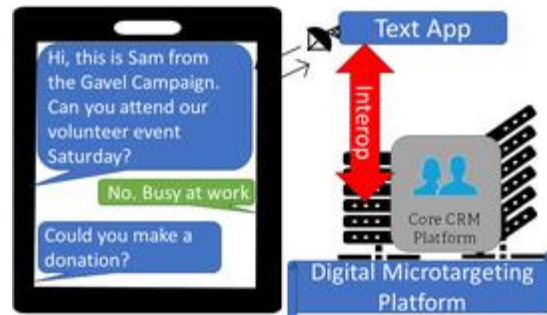 Hi, this is Sam from
the Gavel Campaign.
Can you attend our
volunteer event
Saturday?
No. Busy at work
Could you make a
donation?
Text App
Interop
Core CRM
Platform
Digital Microtargeting
Platform